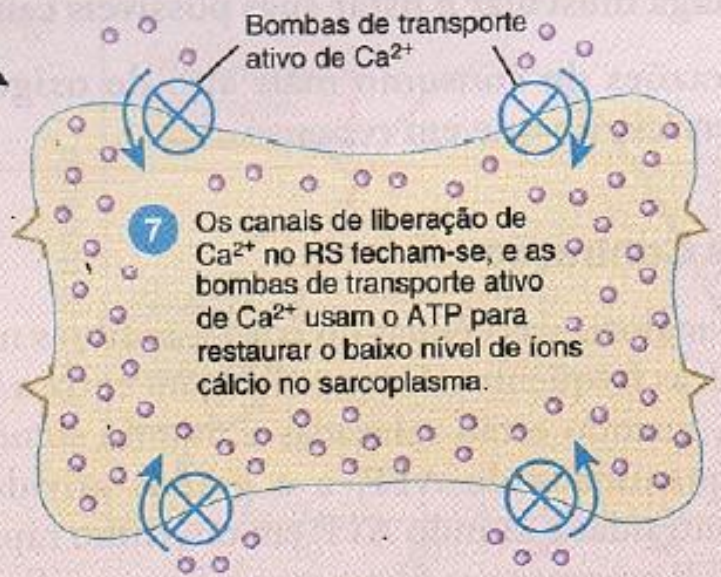 Bombas de transporte
ativo de Ca²⁺
7
Os canais de liberação de
Ca²⁺ no RS fecham-se, e as
bombas de transporte ativo
de Ca²⁺ usam o ATP para
restaurar o baixo nível de íons
cálcio no sarcoplasma.